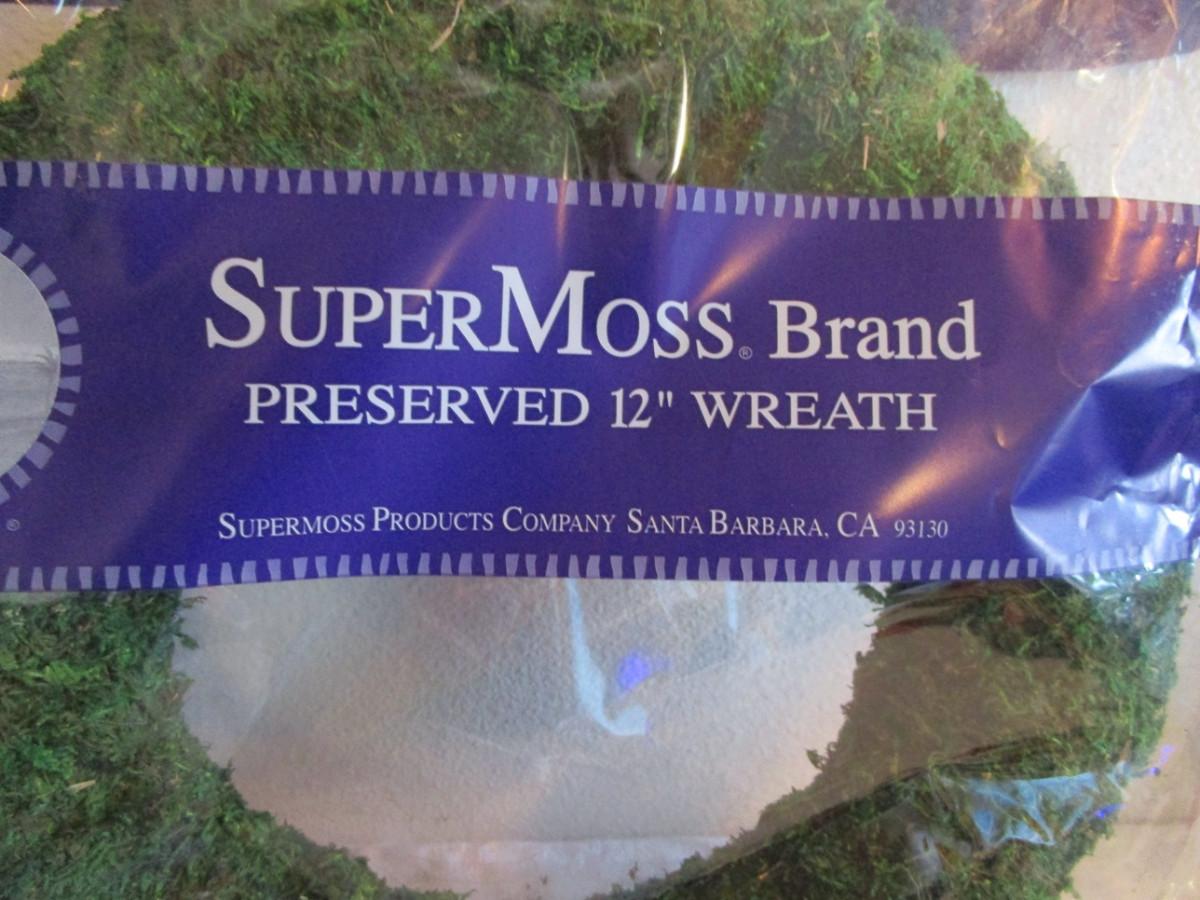 SUPERMOSS® Brand
PRESERVED 12" WREATH
SUPERMOSS PRODUCTS COMPANY SANTA BARBARA, CA 93130
®